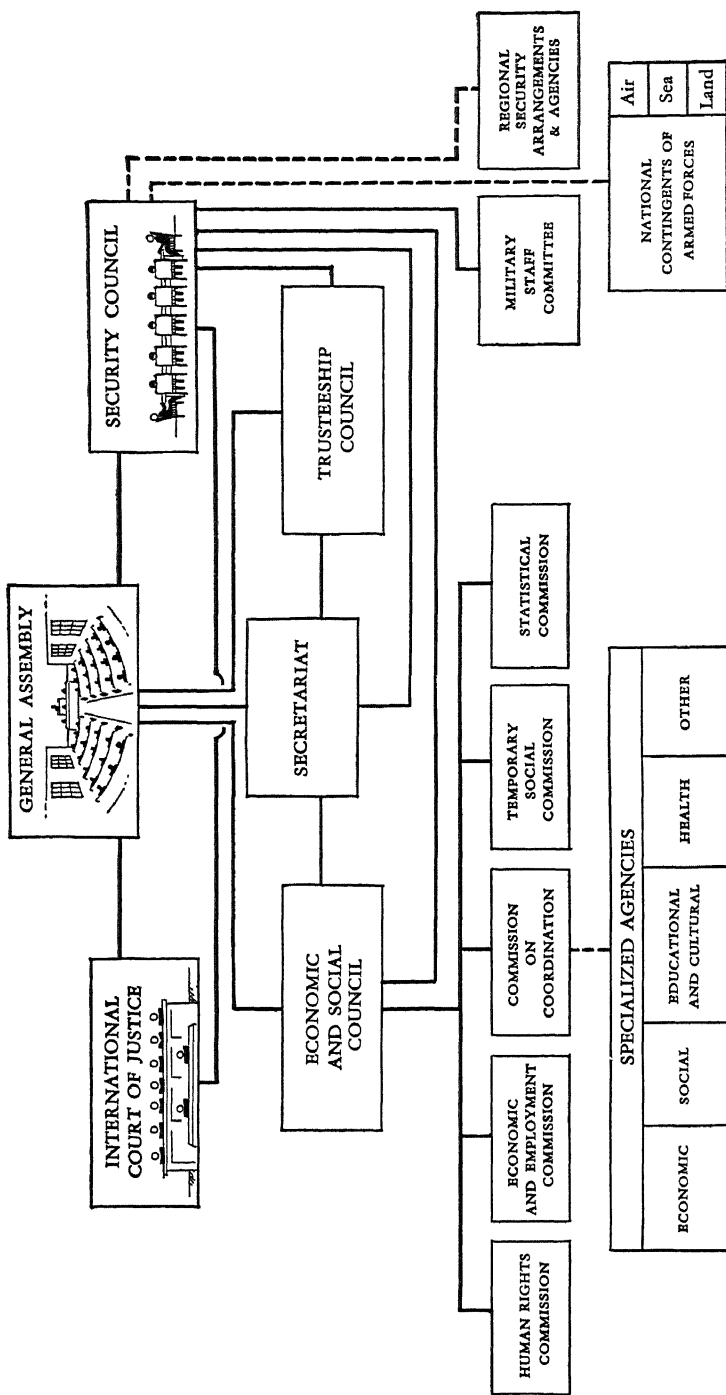 GENERAL ASSEMBLY
INTERNATIONAL
COURT OF JUSTICE
SECURITY COUNCIL
ECONOMIC
AND SOCIAL
COUNCIL
SECRETARIAT
TRUSTEESHIP
COUNCIL
HUMAN RIGHTS
COMMISSION
ECONOMIC
AND EMPLOYMENT
COMMISSION
COMMISSION
ON
COORDINATION
TEMPORARY
SOCIAL
COMMISSION
STATISTICAL
COMMISSION
MILITARY
STAFF
COMMITTEE
REGIONAL
SECURITY
ARRANGEMENTS
& AGENCIES
SPECIALIZED AGENCIES
ECONOMIC
SOCIAL
EDUCATIONAL
AND CULTURAL
HEALTH
OTHER
NATIONAL
CONTINGENTS OF
ARMED FORCES
Air
Sea
Land